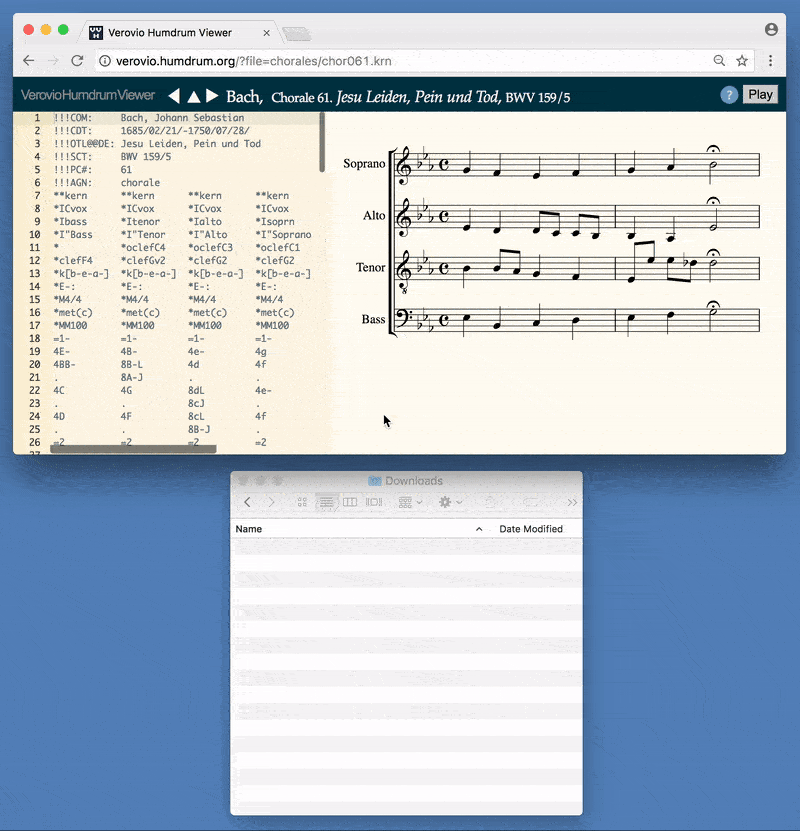 Verovio Humdrum Viewer
verovio.humdrum.org/?file=chorales/chor061.krn
VerovioHumdrumViewer Bach, Chorale 61. Jesu Leiden, Pein und Tod, BWV 159/5 ? Play
1 !!!COM: Bach, Johann Sebastian
2 !!!CDT: 1685/02/21/-1750/07/28/
3 !!!OTL@@DE: Jesu Leiden, Pein und Tod
4 !!!SCT: BWV 159/5
5 !!!PC#: 61
6 !!!AGN: chorale
7 **kern **kern **kern **kern
8 *ICvox *ICvox *ICvox *ICvox
9 *Ibass *Itenor *Ialto *Isoprn
10 *I"Bass *I"Tenor *I"Alto *I"Soprano
11 * *oclefC4 *oclefC3 *oclefC1
12 *clefF4 *clefGv2 *clefG2 *clefG2
13 *k[b-e-a-] *k[b-e-a-] *k[b-e-a-] *k[b-e-a-]
14 *E-: *E-: *E-: *E-:
15 *M4/4 *M4/4 *M4/4 *M4/4
16 *met(c) *met(c) *met(c) *met(c)
17 *MM100 *MM100 *MM100 *MM100
18 =1- =1- =1- =1-
19 4E- 4B- 4e- 4g
20 4BB- 8B-L 4d 4f
21 . 8A-J . .
22 4C 4G 8dL 4e-
23 . . 8cJ .
24 4D 4F 8cL 4f
25 . . 8B-J .
26 =2 =2 =2 =2
Soprano
Alto
Tenor
8
Bass
Downloads
Name Date Modified